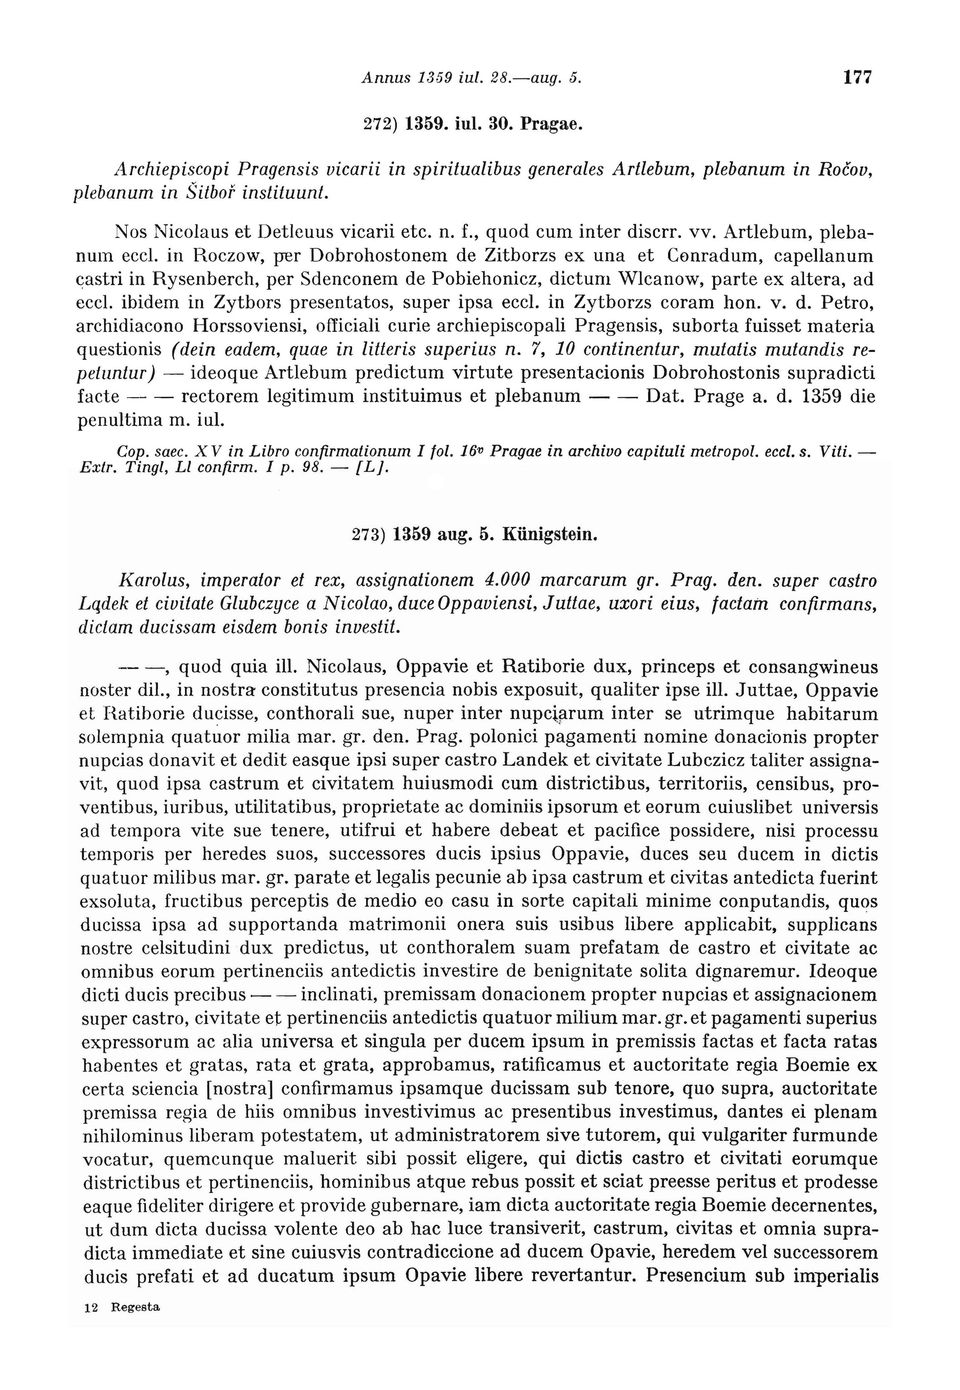 Annus 1359 iul. 28.—aug. 5. 177
272) 1359. iul. 30. Pragae.
Archiepiscopi Pragensis vicarii in spiritualibus generales Artlebum, plebanum in Ročov,
plebanum in Šitboř instituunt.
Nos Nicolaus et Detleuus vicarii etc. n. f., quod cum inter discrr. vv. Artlebum, pleba-
num eccl. in Roczow, per Dobrohostonem de Zitborzs ex una et Conradum, capellanum
castri in Rysenberch, per Sdenconem de Pobiehonicz, dictum Wlcanow, parte ex altera, ad
eccl. ibidem in Zytbors presentatos, super ipsa eccl. in Zytborzs coram hon. v. d. Petro,
archidiacono Horssoviensi, officiali curie archiepiscopali Pragensis, suborta fuisset materia
questionis (dein eadem, quae in litteris superius n. 7, 10 continentur, mutatis mutandis re-
petuntur) — ideoque Artlebum predictum virtute presentacionis Dobrohostonis supradicti
facte — — rectorem legitimum instituimus et plebanum — — Dat. Prage a. d. 1359 die
penultima m. iul.
Cop. saec. XV in Libro confirmationum I fol. 16v Pragae in archivo capituli metropol. eccl. s. Viti. —
Extr. Tingl, Ll confirm. I p. 98. — [L].
273) 1359 aug. 5. Künigstein.
Karolus, imperator et rex, assignationem 4.000 marcarum gr. Prag. den. super castro
Lądek et civitate Glubczyce a Nicolao, duce Oppaviensi, Juttae, uxori eius, factam confirmans,
dictam ducissam eisdem bonis investit.
— —, quod quia ill. Nicolaus, Oppavie et Ratiborie dux, princeps et consangwineus
noster dil., in nostra constitutus presencia nobis exposuit, qualiter ipse ill. Juttae, Oppavie
et Ratiborie ducisse, conthorali sue, nuper inter nupciarum inter se utrimque habitarum
solempnia quatuor milia mar. gr. den. Prag. polonici pagamenti nomine donacionis propter
nupcias donavit et dedit easque ipsi super castro Landek et civitate Lubczicz taliter assigna-
vit, quod ipsa castrum et civitatem huiusmodi cum districtibus, territoriis, censibus, pro-
ventibus, iuribus, utilitatibus, proprietate ac dominiis ipsorum et eorum cuiuslibet universis
ad tempora vite sue tenere, utifrui et habere debeat et pacifice possidere, nisi processu
temporis per heredes suos, successores ducis ipsius Oppavie, duces seu ducem in dictis
quatuor milibus mar. gr. parate et legalis pecunie ab ipsa castrum et civitas antedicta fuerint
exsoluta, fructibus perceptis de medio eo casu in sorte capitali minime conputandis, quos
ducissa ipsa ad supportanda matrimonii onera suis usibus libere applicabit, supplicans
nostre celsitudini dux predictus, ut conthoralem suam prefatam de castro et civitate ac
omnibus eorum pertinenciis antedictis investire de benignitate solita dignaremur. Ideoque
dicti ducis precibus — — inclinati, premissam donacionem propter nupcias et assignacionem
super castro, civitate et pertinenciis antedictis quatuor milium mar. gr. et pagamenti superius
expressorum ac alia universa et singula per ducem ipsum in premissis factas et facta ratas
habentes et gratas, rata et grata, approbamus, ratificamus et auctoritate regia Boemie ex
certa sciencia [nostra] confirmamus ipsamque ducissam sub tenore, quo supra, auctoritate
premissa regia de hiis omnibus investivimus ac presentibus investimus, dantes ei plenam
nihilominus liberam potestatem, ut administratorem sive tutorem, qui vulgariter furmunde
vocatur, quemcunque maluerit sibi possit eligere, qui dictis castro et civitati eorumque
districtibus et pertinenciis, hominibus atque rebus possit et sciat preesse peritus et prodesse
eaque fideliter dirigere et provide gubernare, iam dicta auctoritate regia Boemie decernentes,
ut dum dicta ducissa volente deo ab hac luce transiverit, castrum, civitas et omnia supra-
dicta immediate et sine cuiusvis contradiccione ad ducem Opavie, heredem vel successorem
ducis prefati et ad ducatum ipsum Opavie libere revertantur. Presencium sub imperialis
12 Regesta